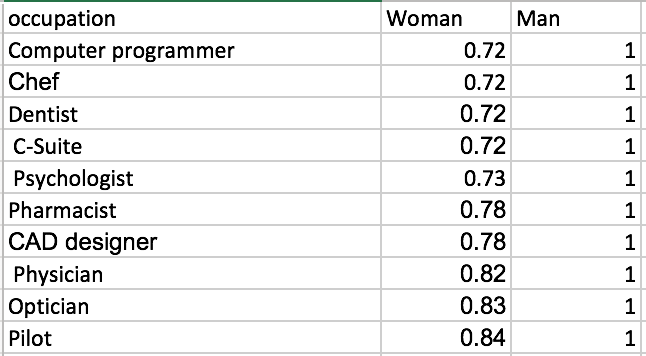 occupation Woman Man
Computer programmer 0.72 1
Chef 0.72 1
Dentist 0.72 1
C-Suite 0.72 1
Psychologist 0.73 1
Pharmacist 0.78 1
CAD designer 0.78 1
Physician 0.82 1
Optician 0.83 1
Pilot 0.84 1